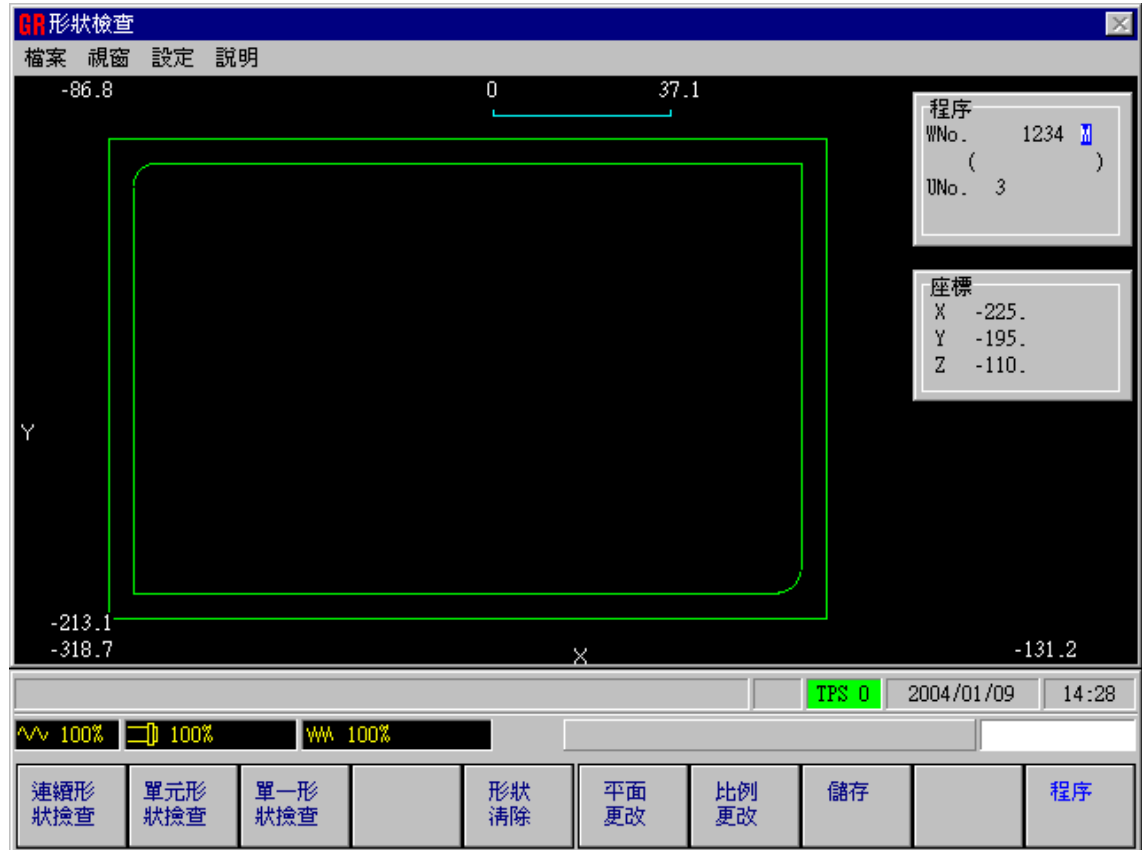 GR形狀檢查
檔案 視窗 設定 說明
-86.8 0 37.1
程序
WNo. 1234 M
( )
UNo. 3
座標
X -225.
Y -195.
Z -110.
Y
-213.1
-318.7 X -131.2
TPS 0 2004/01/09 14:28
100% 100% 100%
連續形狀檢查
單元形狀檢查
單一形狀檢查
形狀清除
平面更改
比例更改
儲存
程序